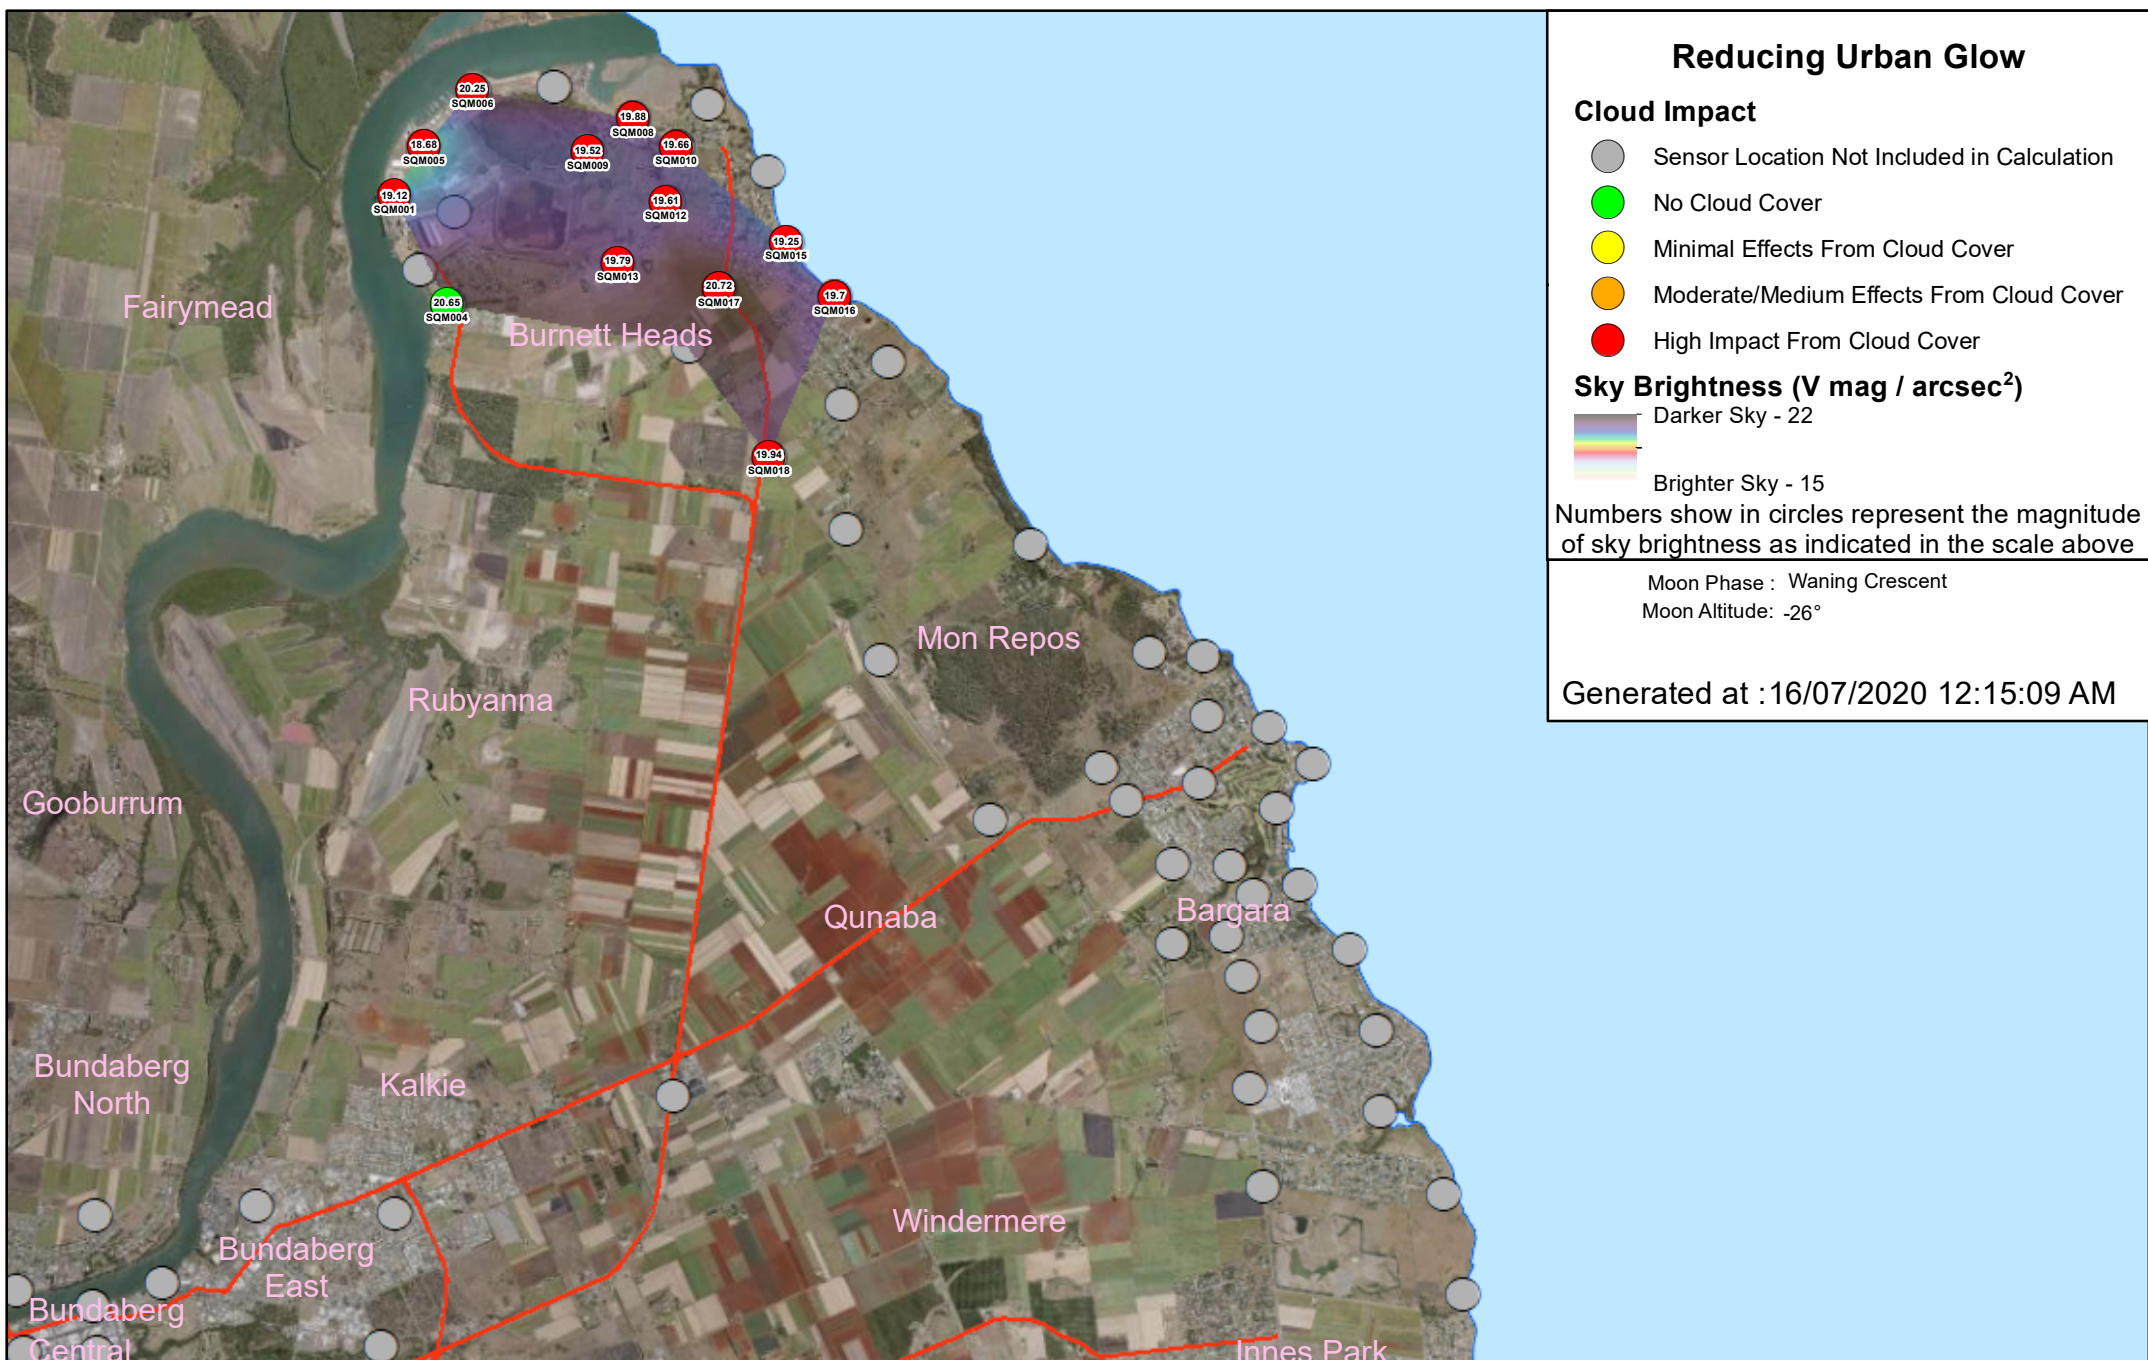 Reducing Urban Glow
Cloud Impact
Sensor Location Not Included in Calculation
No Cloud Cover
Minimal Effects From Cloud Cover
Moderate/Medium Effects From Cloud Cover
High Impact From Cloud Cover
Sky Brightness (V mag / arcsec²)
Darker Sky - 22
Brighter Sky - 15
Numbers show in circles represent the magnitude
of sky brightness as indicated in the scale above
Moon Phase : Waning Crescent
Moon Altitude: -26°
Generated at :16/07/2020 12:15:09 AM
20.25
SQM006
19.88
SQM008
18.68
SQM005
19.52
SQM009
19.66
SQM010
19.12
SQM001
19.61
SQM012
19.25
SQM015
19.79
SQM013
20.72
SQM017
19.7
SQM016
20.65
SQM004
19.94
SQM018
Fairymead
Burnett Heads
Mon Repos
Rubyanna
Gooburrum
Qunaba
Bargara
Bundaberg
North
Kalkie
Windermere
Bundaberg
East
Bundaberg
Central
Innes Park